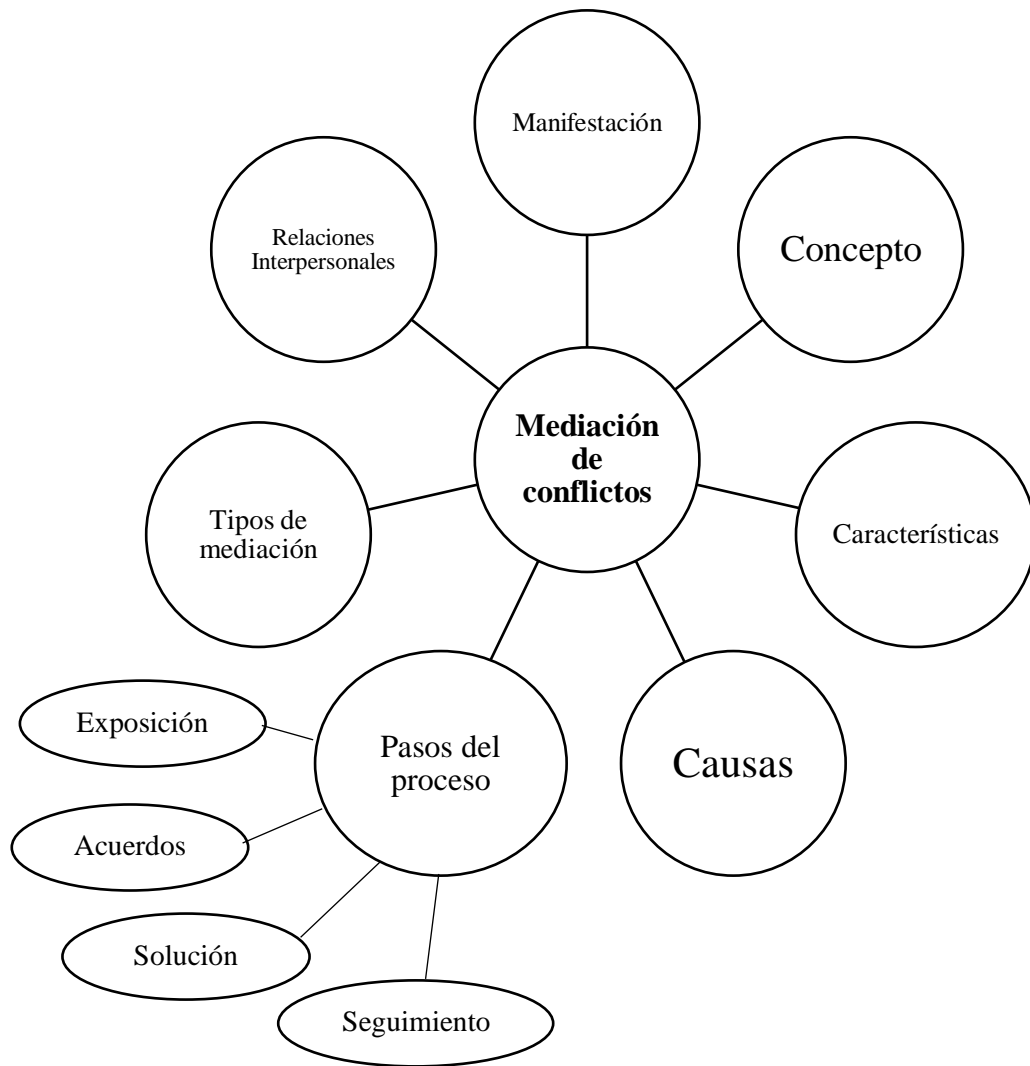 Manifestación
Relaciones
Interpersonales
Concepto
Mediación
de
conflictos
Tipos de
mediación
Características
Exposición
Pasos del
proceso
Causas
Acuerdos
Solución
Seguimiento